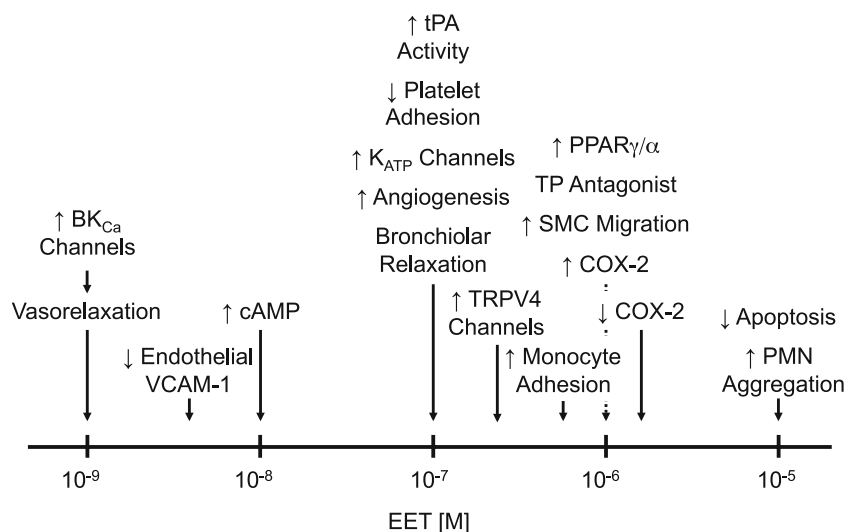 ↑ tPA
Activity
↓ Platelet
Adhesion
↑ K_ATP Channels
↑ Angiogenesis
Bronchiolar
Relaxation
↑ BK_Ca
Channels
Vasorelaxation
↓ Endothelial
VCAM-1
↑ cAMP
↑ TRPV4
Channels
↑ Monocyte
Adhesion
↑ PPARγ/α
TP Antagonist
↑ SMC Migration
↑ COX-2
↓ COX-2
↓ Apoptosis
↑ PMN
Aggregation
10⁻⁹ 10⁻⁸ 10⁻⁷ 10⁻⁶ 10⁻⁵
EET [M]